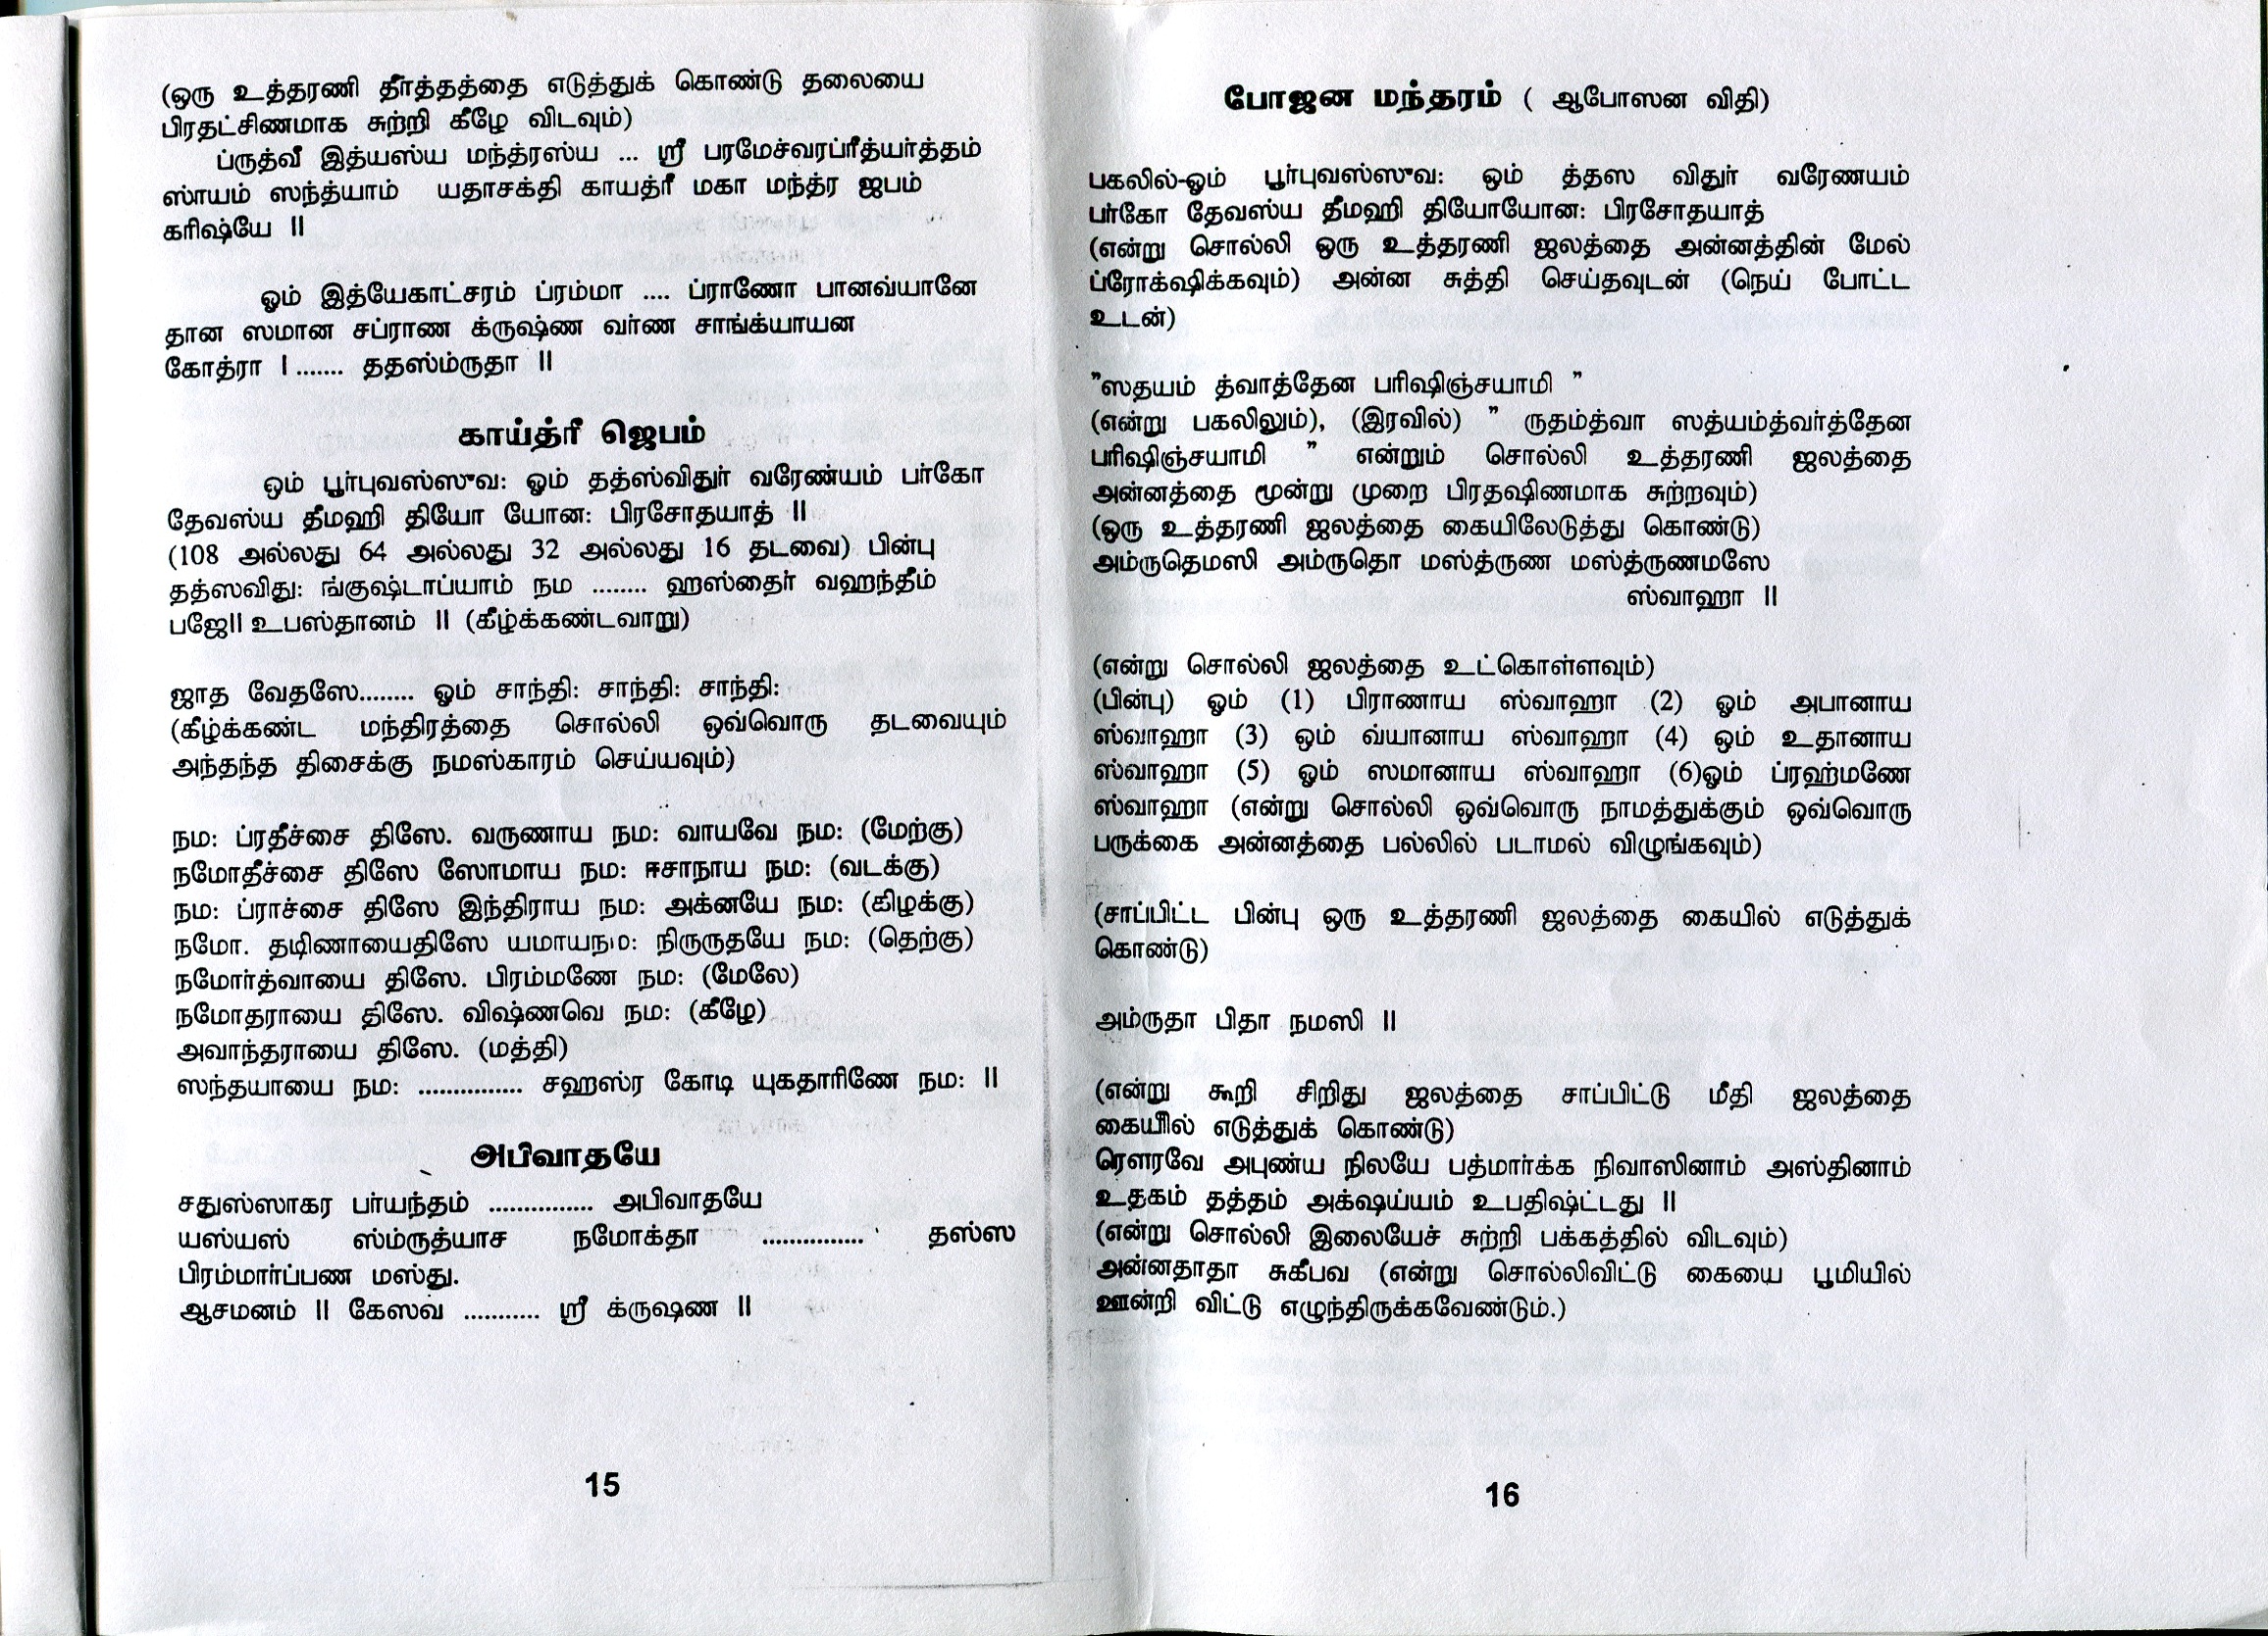 (ஒரு உத்தரணி தீர்த்தத்தை எடுத்துக் கொண்டு தலையை
பிரதட்சிணமாக சுற்றி கீழே விடவும்)
ப்ருத்வீ இத்யஸ்ய மந்த்ரஸ்ய ... ஸ்ரீ பரமேச்வரப்ரீத்யர்த்தம்
ஸாயம் ஸந்த்யாம் யதாசக்தி காயத்ரீ மகா மந்த்ர ஜபம்
கரிஷ்யே ॥
ஓம் இத்யேகாட்சரம் ப்ரம்மா .... ப்ராணோ பானவ்யானே
தான ஸமான சப்ராண க்ருஷ்ண வர்ண சாங்க்யாயன
கோத்ரா ।....... ததஸ்ம்ருதா ॥
காய்த்ரீ ஜெபம்
ஒம் பூர்புவஸ்ஸுவ: ஓம் தத்ஸ்விதுர் வரேண்யம் பர்கோ
தேவஸ்ய தீமஹி தியோ யோன: பிரசோதயாத் ॥
(108 அல்லது 64 அல்லது 32 அல்லது 16 தடவை) பின்பு
தத்ஸவிது: ங்குஷ்டாப்யாம் நம ........ ஹஸ்தைர் வஹந்தீம்
பஜே॥ உபஸ்தானம் ॥ (கீழ்க்கண்டவாறு)
ஜாத வேதஸே........ ஓம் சாந்தி: சாந்தி: சாந்தி:
(கீழ்க்கண்ட மந்திரத்தை சொல்லி ஒவ்வொரு தடவையும்
அந்தந்த திசைக்கு நமஸ்காரம் செய்யவும்)
நம: ப்ரதீச்சை திஸே. வருணாய நம: வாயவே நம: (மேற்கு)
நமோதீச்சை திஸே ஸோமாய நம: ஈசாநாய நம: (வடக்கு)
நம: ப்ராச்சை திஸே இந்திராய நம: அக்னயே நம: (கிழக்கு)
நமோ. தஷிணாயைதிஸே யமாயநம: நிருருதயே நம: (தெற்கு)
நமோர்த்வாயை திஸே. பிரம்மணே நம: (மேலே)
நமோதராயை திஸே. விஷ்ணவெ நம: (கீழே)
அவாந்தராயை திஸே. (மத்தி)
ஸந்தயாயை நம: ............... சஹஸ்ர கோடி யுகதாரிணே நம: ॥
அபிவாதயே
சதுஸ்ஸாகர பர்யந்தம் ............... அபிவாதயே
யஸ்யஸ் ஸ்ம்ருத்யாச நமோக்தா ............... தஸ்ஸ
பிரம்மார்ப்பண மஸ்து.
ஆசமனம் ॥ கேஸவ ........... ஸ்ரீ க்ருஷண ॥
15
போஜன மந்தரம் ( ஆபோஸன விதி)
பகலில்-ஓம் பூர்புவஸ்ஸுவ: ஒம் த்தஸ விதுர் வரேணயம்
பர்கோ தேவஸ்ய தீமஹி தியோயோன: பிரசோதயாத்
(என்று சொல்லி ஒரு உத்தரணி ஜலத்தை அன்னத்தின் மேல்
ப்ரோக்ஷிக்கவும்) அன்ன சுத்தி செய்தவுடன் (நெய் போட்ட
உடன்)
”ஸதயம் த்வாத்தேன பரிஷிஞ்சயாமி ”
(என்று பகலிலும்), (இரவில்) ” ருதம்த்வா ஸத்யம்த்வர்த்தேன
பரிஷிஞ்சயாமி ” என்றும் சொல்லி உத்தரணி ஜலத்தை
அன்னத்தை மூன்று முறை பிரதஷிணமாக சுற்றவும்)
(ஒரு உத்தரணி ஜலத்தை கையிலேடுத்து கொண்டு)
அம்ருதெமஸி அம்ருதொ மஸ்த்ருண மஸ்த்ருணமஸே
ஸ்வாஹா ॥
(என்று சொல்லி ஜலத்தை உட்கொள்ளவும்)
(பின்பு) ஓம் (1) பிராணாய ஸ்வாஹா (2) ஓம் அபானாய
ஸ்வாஹா (3) ஒம் வ்யானாய ஸ்வாஹா (4) ஒம் உதானாய
ஸ்வாஹா (5) ஓம் ஸமானாய ஸ்வாஹா (6)ஓம் ப்ரஹ்மணே
ஸ்வாஹா (என்று சொல்லி ஒவ்வொரு நாமத்துக்கும் ஒவ்வொரு
பருக்கை அன்னத்தை பல்லில் படாமல் விழுங்கவும்)
(சாப்பிட்ட பின்பு ஒரு உத்தரணி ஜலத்தை கையில் எடுத்துக்
கொண்டு)
அம்ருதா பிதா நமஸி ॥
(என்று கூறி சிறிது ஜலத்தை சாப்பிட்டு மீதி ஜலத்தை
கையில் எடுத்துக் கொண்டு)
ரௌரவே அபுண்ய நிலயே பத்மார்க்க நிவாஸினாம் அஸ்தினாம்
உதகம் தத்தம் அக்ஷய்யம் உபதிஷ்ட்டது ॥
(என்று சொல்லி இலையேச் சுற்றி பக்கத்தில் விடவும்)
அன்னதாதா சுகீபவ (என்று சொல்லிவிட்டு கையை பூமியில்
ஊன்றி விட்டு எழுந்திருக்கவேண்டும்.)
16